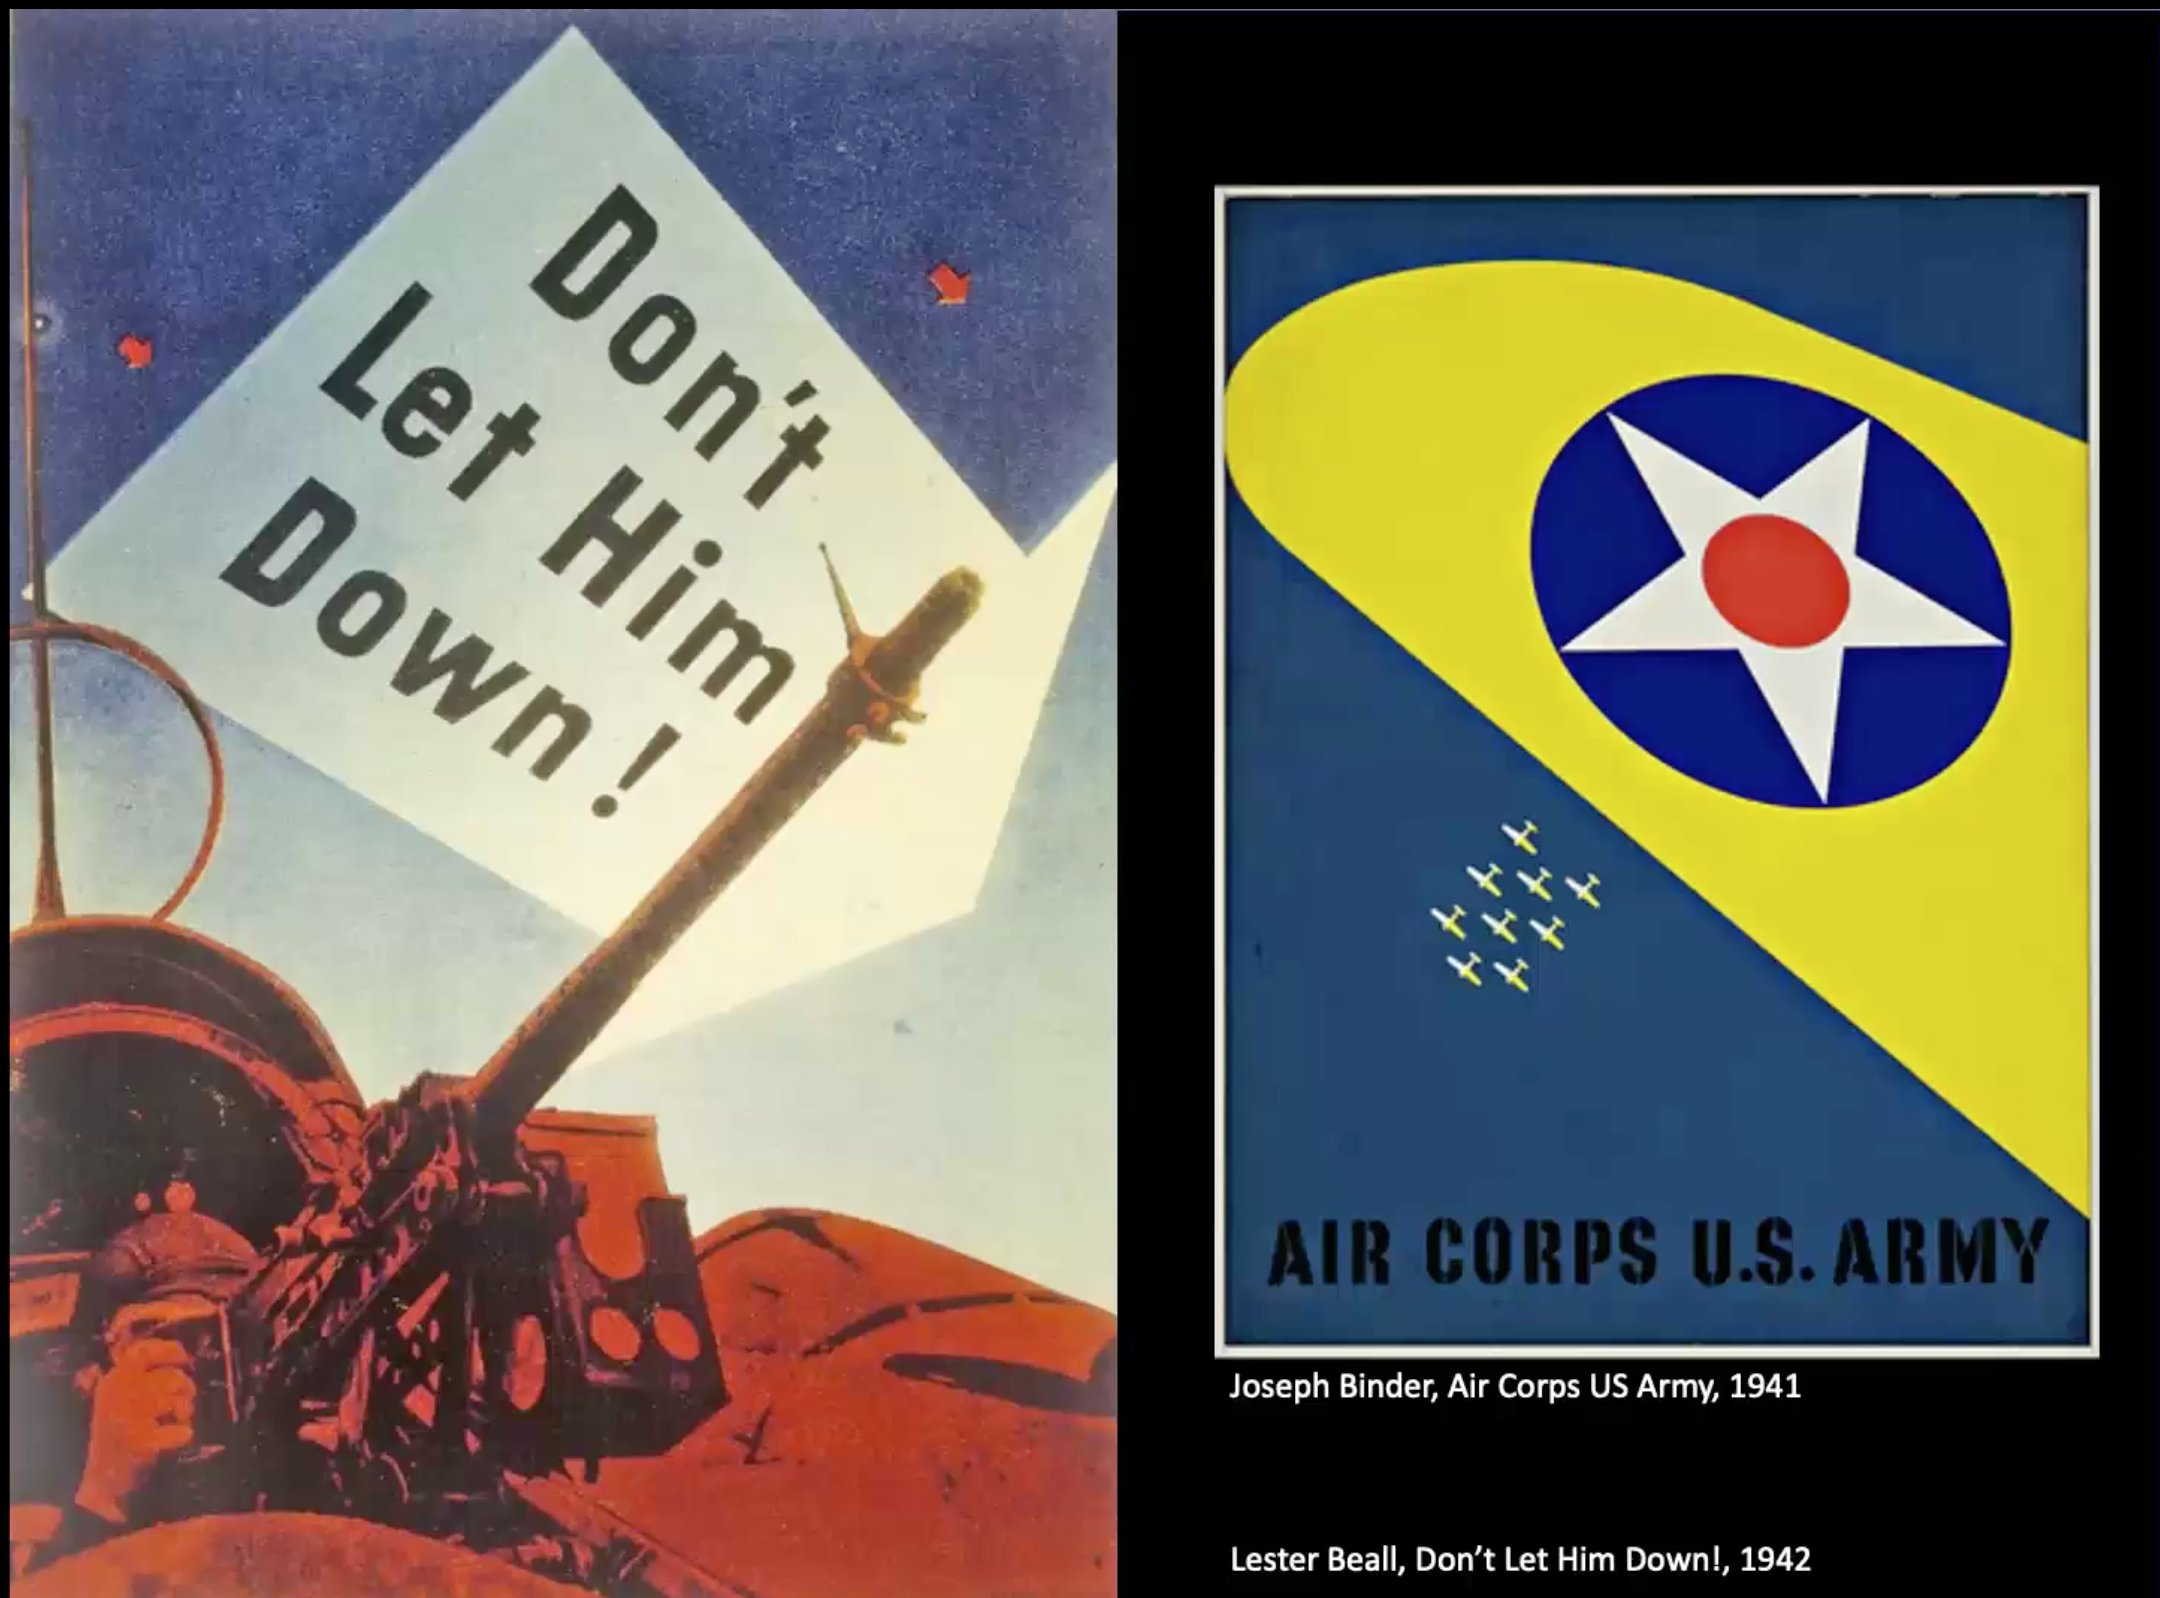 Don't
Let Him
Down!
AIR CORPS U.S. ARMY
Joseph Binder, Air Corps US Army, 1941
Lester Beall, Don’t Let Him Down!, 1942